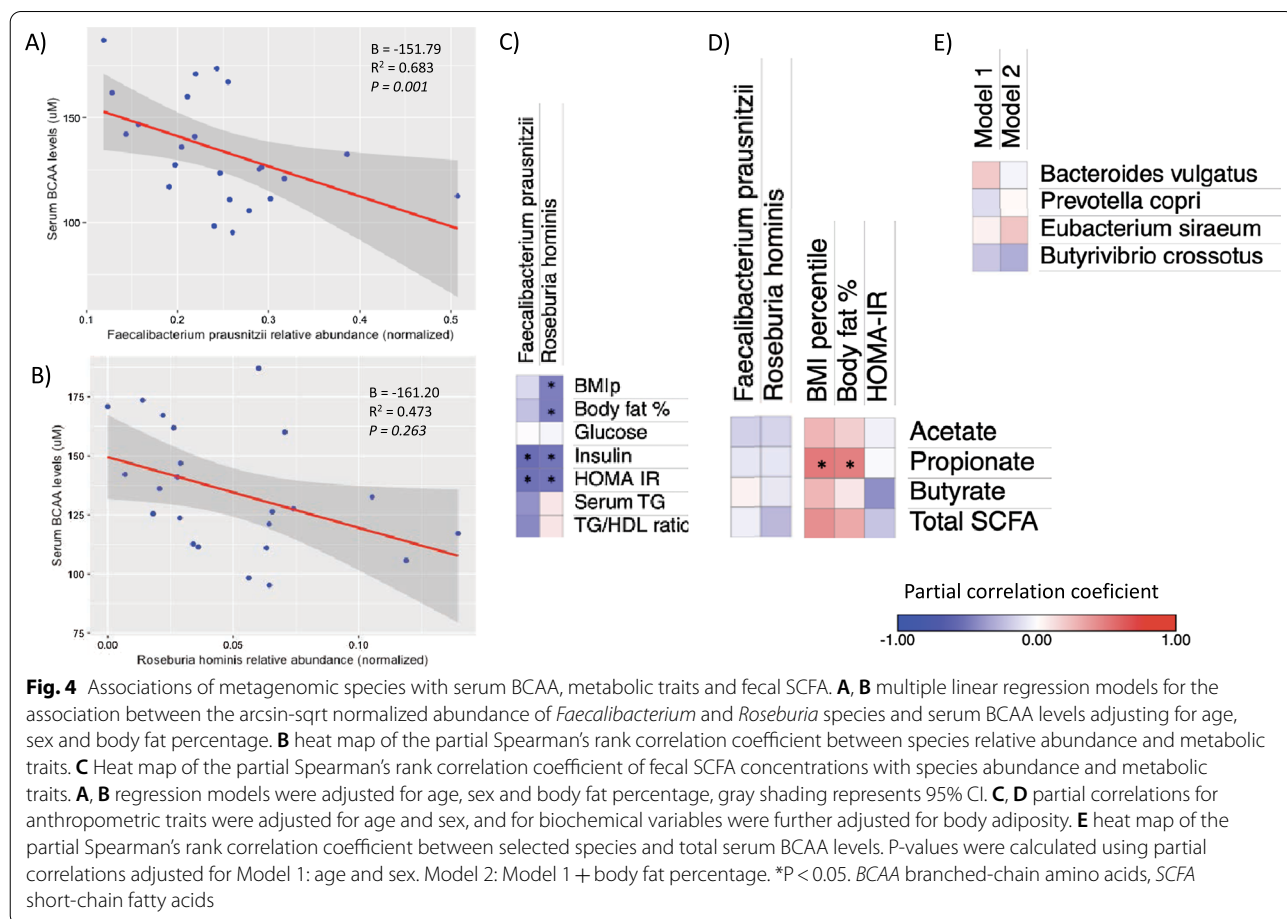 A)
B = -151.79
R² = 0.683
P = 0.001
Serum BCAA levels (uM)
150
100
0.1
0.2
0.3
0.4
0.5
Faecalibacterium prausnitzii relative abundance (normalized)
B)
B = -161.20
R² = 0.473
P = 0.263
Serum BCAA levels (uM)
175
150
125
100
75
0.00
0.05
0.10
Roseburia hominis relative abundance (normalized)
C)
Faecalibacterium prausnitzii
Roseburia hominis
* BMIp
* Body fat %
Glucose
* * Insulin
* * HOMA IR
Serum TG
TG/HDL ratio
D)
Faecalibacterium prausnitzii
Roseburia hominis
BMI percentile
Body fat %
HOMA-IR
Acetate
* * Propionate
Butyrate
Total SCFA
E)
Model 1
Model 2
Bacteroides vulgatus
Prevotella copri
Eubacterium siraeum
Butyrivibrio crossotus
Partial correlation coeficient
-1.00 0.00 1.00
Fig. 4 Associations of metagenomic species with serum BCAA, metabolic traits and fecal SCFA. A, B multiple linear regression models for the
association between the arcsin-sqrt normalized abundance of Faecalibacterium and Roseburia species and serum BCAA levels adjusting for age,
sex and body fat percentage. B heat map of the partial Spearman's rank correlation coefficient between species relative abundance and metabolic
traits. C Heat map of the partial Spearman's rank correlation coefficient of fecal SCFA concentrations with species abundance and metabolic
traits. A, B regression models were adjusted for age, sex and body fat percentage, gray shading represents 95% CI. C, D partial correlations for
anthropometric traits were adjusted for age and sex, and for biochemical variables were further adjusted for body adiposity. E heat map of the
partial Spearman's rank correlation coefficient between selected species and total serum BCAA levels. P-values were calculated using partial
correlations adjusted for Model 1: age and sex. Model 2: Model 1 + body fat percentage. *P < 0.05. BCAA branched-chain amino acids, SCFA
short-chain fatty acids